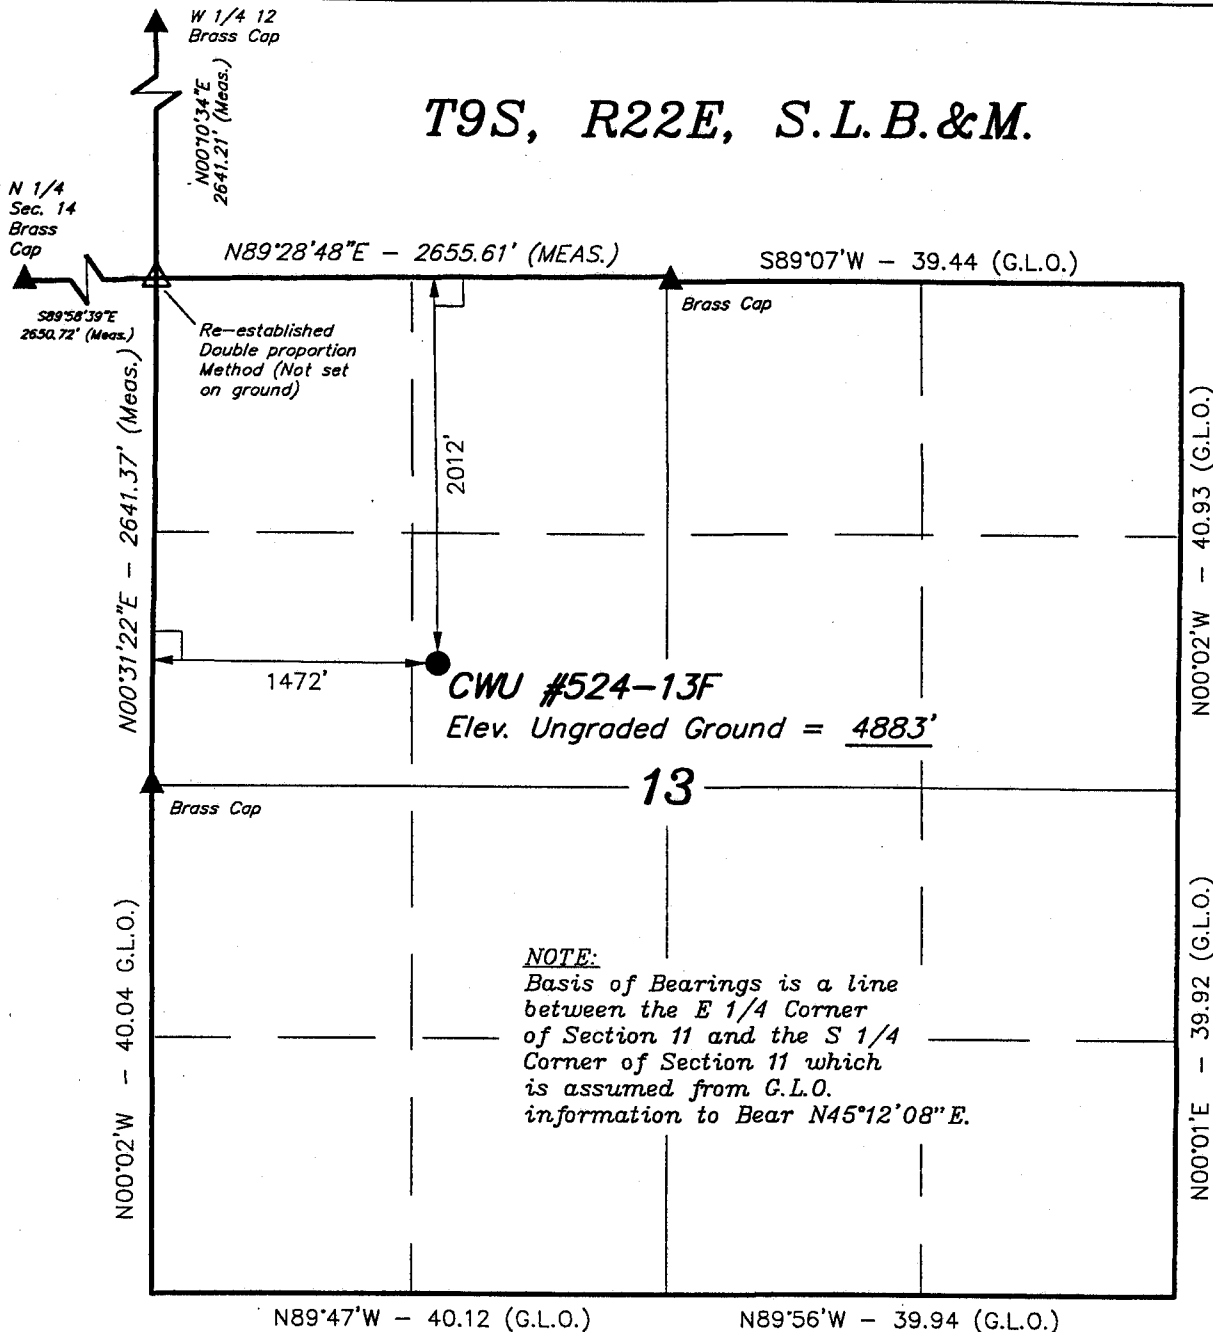 W 1/4 12
Brass Cap
N00°10'34"E
2641.21' (Meas.)
T9S, R22E, S.L.B.&M.
N 1/4
Sec. 14
Brass
Cap
N89°28'48"E - 2655.61' (MEAS.)
S89°07'W - 39.44 (G.L.O.)
Brass Cap
S89°58'39"E
2650.72' (Meas.)
Re-established
Double proportion
Method (Not set
on ground)
N00°31'22"E - 2641.37' (Meas.)
2012'
N00°02'W - 40.93 (G.L.O.)
1472'
CWU #524-13F
Elev. Ungraded Ground = 4883'
13
Brass Cap
N00°02'W - 40.04 G.L.O.)
NOTE:
Basis of Bearings is a line
between the E 1/4 Corner
of Section 11 and the S 1/4
Corner of Section 11 which
is assumed from G.L.O.
information to Bear N45°12'08"E.
N00°01'E - 39.92 (G.L.O.)
N89°47'W - 40.12 (G.L.O.)
N89°56'W - 39.94 (G.L.O.)